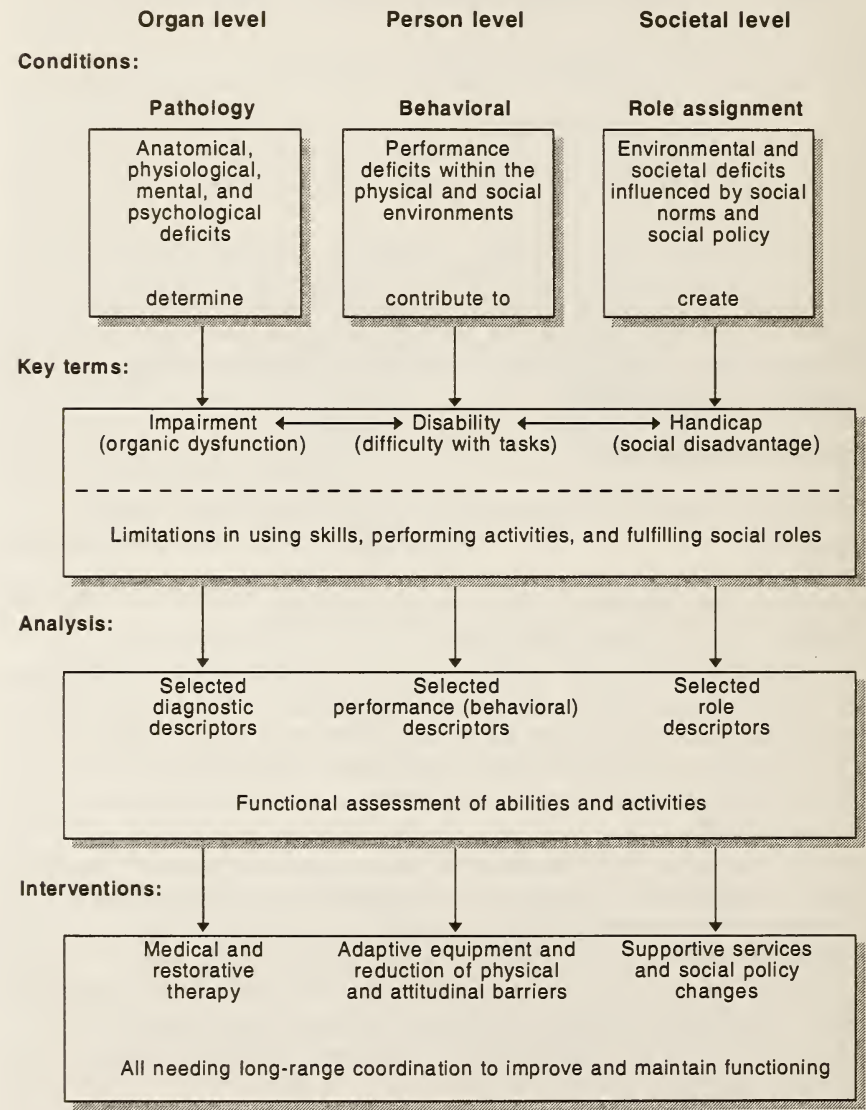 Organ level Person level Societal level
Conditions:
Pathology Behavioral Role assignment
Anatomical,
physiological,
mental, and
psychological
deficits
determine
Performance
deficits within the
physical and social
environments
contribute to
Environmental and
societal deficits
influenced by social
norms and
social policy
create
Key terms:
Impairment
(organic dysfunction)
Disability
(difficulty with tasks)
Handicap
(social disadvantage)
Limitations in using skills, performing activities, and fulfilling social roles
Analysis:
Selected
diagnostic
descriptors
Selected
performance (behavioral)
descriptors
Selected
role
descriptors
Functional assessment of abilities and activities
Interventions:
Medical and
restorative
therapy
Adaptive equipment and
reduction of physical
and attitudinal barriers
Supportive services
and social policy
changes
All needing long-range coordination to improve and maintain functioning